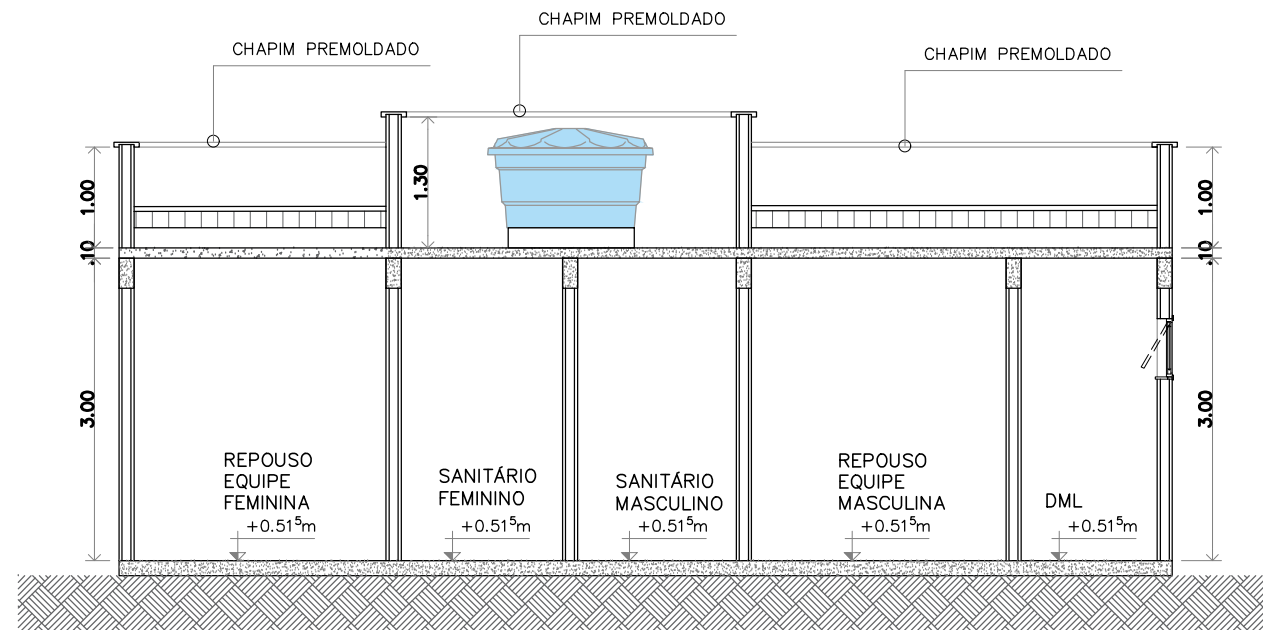 CHAPIM PREMOLDADO
CHAPIM PREMOLDADO
CHAPIM PREMOLDADO
1.00
1.30
1.00
.10
.10
3.00
3.00
REPOUSO
EQUIPE
FEMININA
+0.51⁵m
SANITÁRIO
FEMININO
+0.51⁵m
SANITÁRIO
MASCULINO
+0.51⁵m
REPOUSO
EQUIPE
MASCULINA
+0.51⁵m
DML
+0.51⁵m